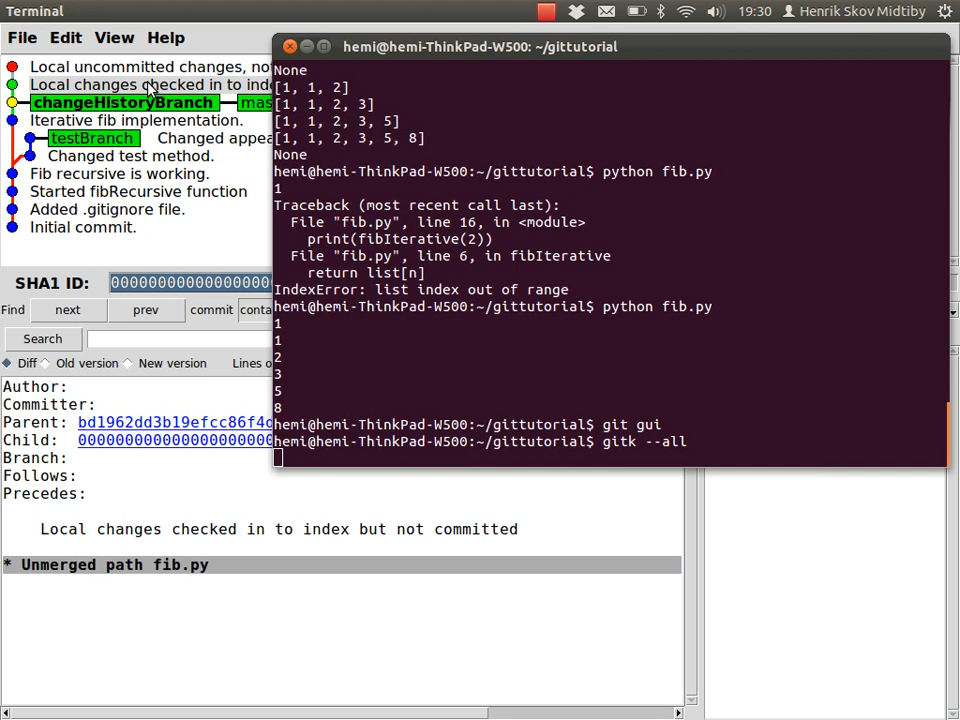 Terminal
19:30
Henrik Skov Midtiby
File Edit View Help
Local uncommitted changes, no
Local changes checked in to ind
changeHistoryBranch
mas
Iterative fib implementation.
testBranch
Changed appea
Changed test method.
Fib recursive is working.
Started fibRecursive function
Added .gitignore file.
Initial commit.
SHA1 ID:
0000000000000000000
Find next prev commit conta
Search
Diff Old version New version Lines o
Author:
Committer:
Parent: bd1962dd3b19efcc86f4d
Child: 0000000000000000000000
Branch:
Follows:
Precedes:
Local changes checked in to index but not committed
* Unmerged path fib.py
hemi@hemi-ThinkPad-W500: ~/gittutorial
None
[1, 1, 2]
[1, 1, 2, 3]
[1, 1, 2, 3, 5]
[1, 1, 2, 3, 5, 8]
None
hemi@hemi-ThinkPad-W500:~/gittutorial$ python fib.py
1
Traceback (most recent call last):
File "fib.py", line 16, in <module>
print(fibIterative(2))
File "fib.py", line 6, in fibIterative
return list[n]
IndexError: list index out of range
hemi@hemi-ThinkPad-W500:~/gittutorial$ python fib.py
1
1
2
3
5
8
hemi@hemi-ThinkPad-W500:~/gittutorial$ git gui
hemi@hemi-ThinkPad-W500:~/gittutorial$ gitk --all